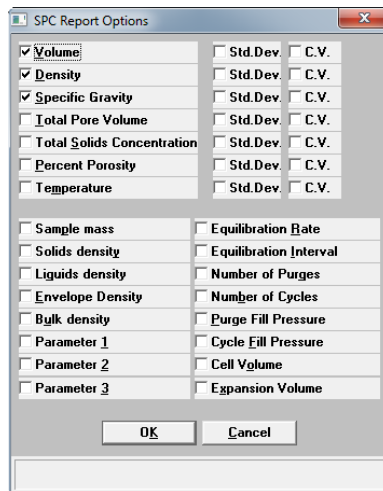 SPC Report Options
Volume Std.Dev. C.V.
Density Std.Dev. C.V.
Specific Gravity Std.Dev. C.V.
Total Pore Volume Std.Dev. C.V.
Total Solids Concentration Std.Dev. C.V.
Percent Porosity Std.Dev. C.V.
Temperature Std.Dev. C.V.
Sample mass Equilibration Rate
Solids density Equilibration Interval
Liquids density Number of Purges
Envelope Density Number of Cycles
Bulk density Purge Fill Pressure
Parameter 1 Cycle Fill Pressure
Parameter 2 Cell Volume
Parameter 3 Expansion Volume
OK Cancel